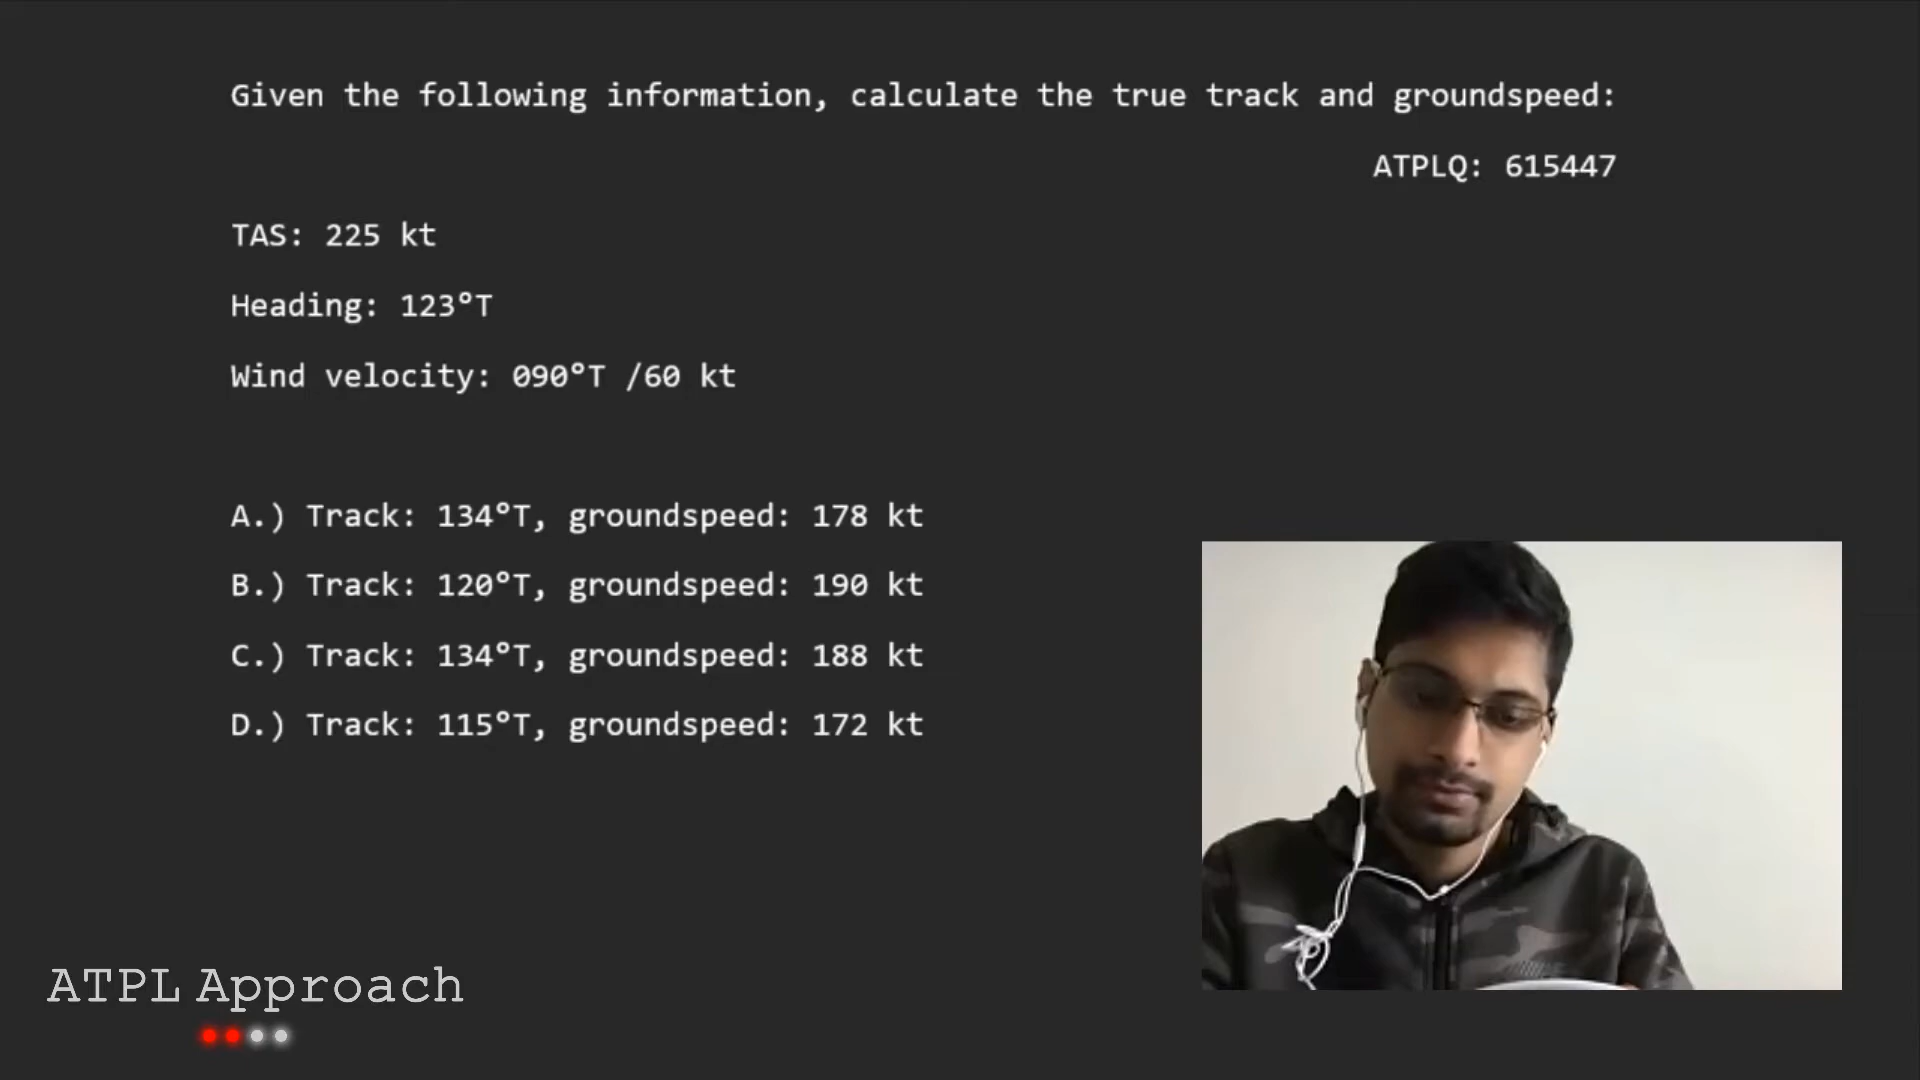 Given the following information, calculate the true track and groundspeed:
ATPLQ: 615447
TAS: 225 kt
Heading: 123°T
Wind velocity: 090°T /60 kt
A.) Track: 134°T, groundspeed: 178 kt
B.) Track: 120°T, groundspeed: 190 kt
C.) Track: 134°T, groundspeed: 188 kt
D.) Track: 115°T, groundspeed: 172 kt
ATPL Approach